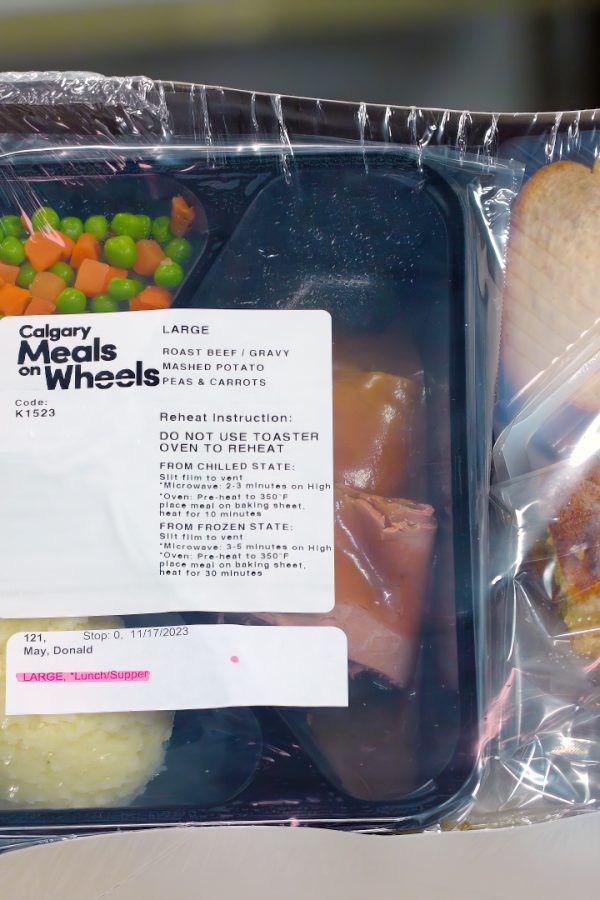 Calgary
Meals
on Wheels
Code:
K1523
LARGE
ROAST BEEF / GRAVY
MASHED POTATO
PEAS & CARROTS
Reheat Instruction:
DO NOT USE TOASTER
OVEN TO REHEAT
FROM CHILLED STATE:
Slit film to vent
*Microwave: 2-3 minutes on High
*Oven: Pre-heat to 350°F
place meal on baking sheet,
heat for 10 minutes
FROM FROZEN STATE:
Slit film to vent
*Microwave: 3-5 minutes on High
*Oven: Pre-heat to 350°F
place meal on baking sheet,
heat for 30 minutes
121, Stop: 0, 11/17/2023
May, Donald
LARGE, *Lunch/Supper